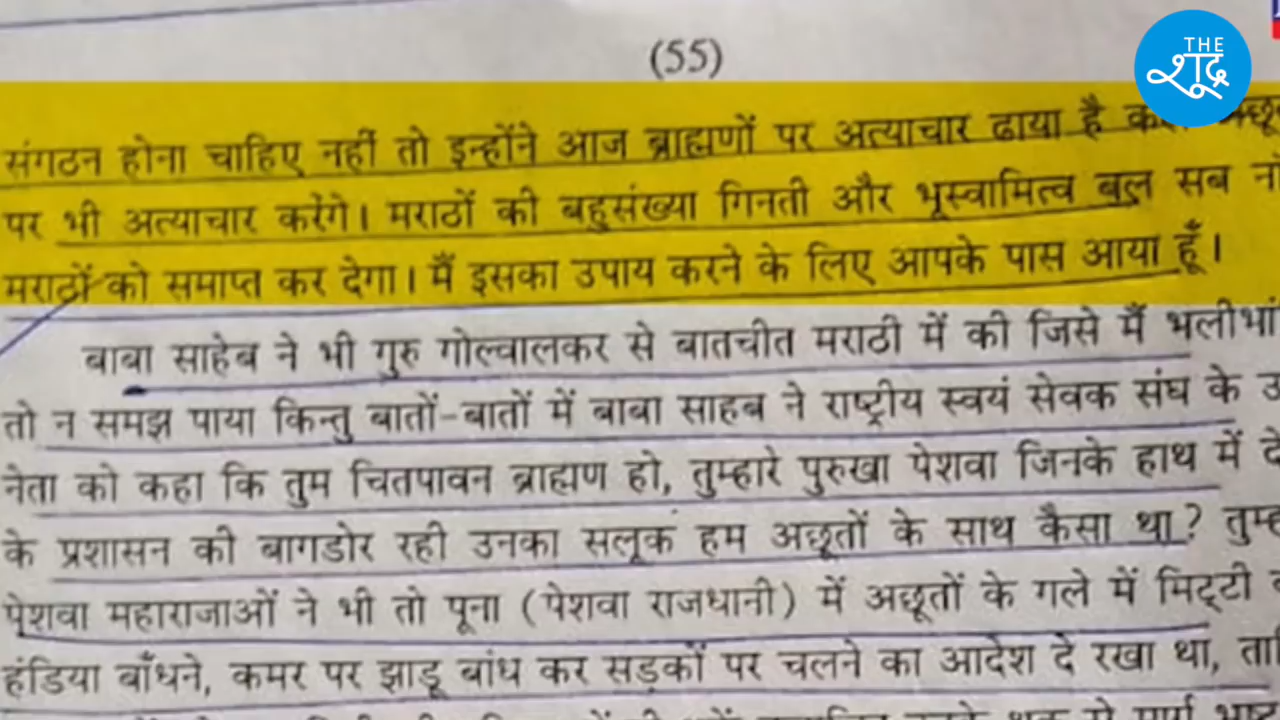 (55)
THE
शूद्र
संगठन होना चाहिए नहीं तो इन्होंने आज ब्राह्मणों पर अत्याचार ढाया है
पर भी अत्याचार करेंगे। मराठों की बहुसंख्या गिनती और भूस्वामित्व बल सब
मराठों को समाप्त कर देगा। मैं इसका उपाय करने के लिए आपके पास आया हूँ।
बाबा साहेब ने भी गुरु गोल्वालकर से बातचीत मराठी में की जिसे मैं
तो न समझ पाया किन्तु बातों-बातों में बाबा साहब ने राष्ट्रीय स्वयं सेवक संघ के
नेता को कहा कि तुम चितपावन ब्राह्मण हो, तुम्हारे पुरुखा पेशवा जिनके हाथ में
के प्रशासन की बागडोर रही उनका सलूक हम अछूतों के साथ कैसा था?
पेशवा महाराजाओं ने भी तो पूना (पेशवा राजधानी) में अछूतों के गले में मिट्टी
हंडिया बाँधने, कमर पर झाडू बांध कर सड़कों पर चलने का आदेश दे रखा था,